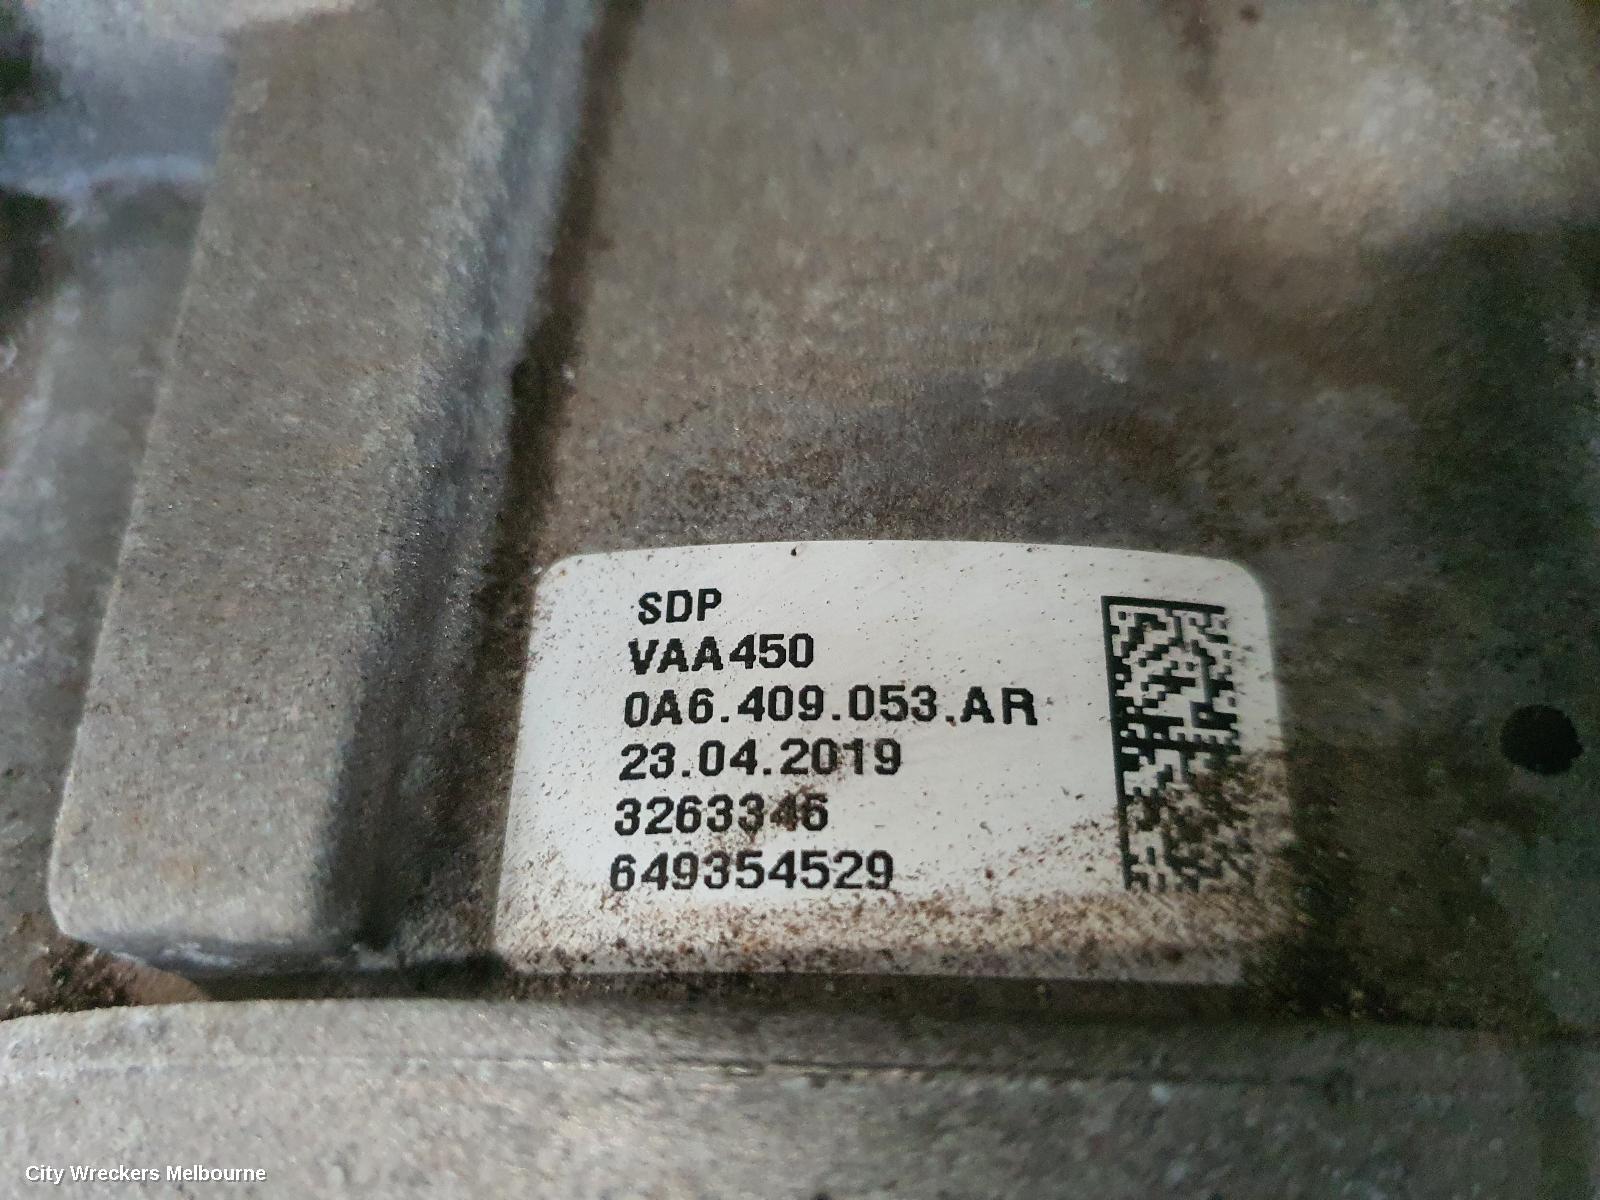 SDP
VAA450
0A6.409.053.AR
23.04.2019
3263346
649354529
City Wreckers Melbourne